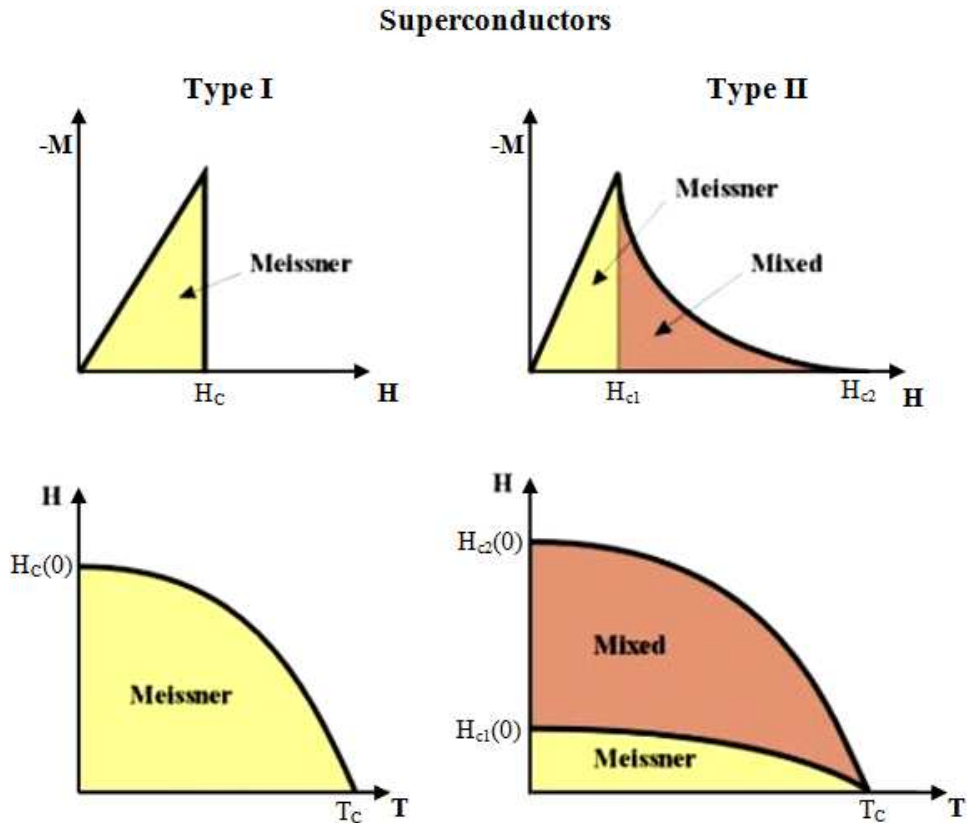 Superconductors
Type I
Type II
-M
Meissner
H_C
H
-M
Meissner
Mixed
H_c1
H_c2
H
H
H_C(0)
Meissner
T_C
T
H
H_c2(0)
Mixed
H_c1(0)
Meissner
T_C
T